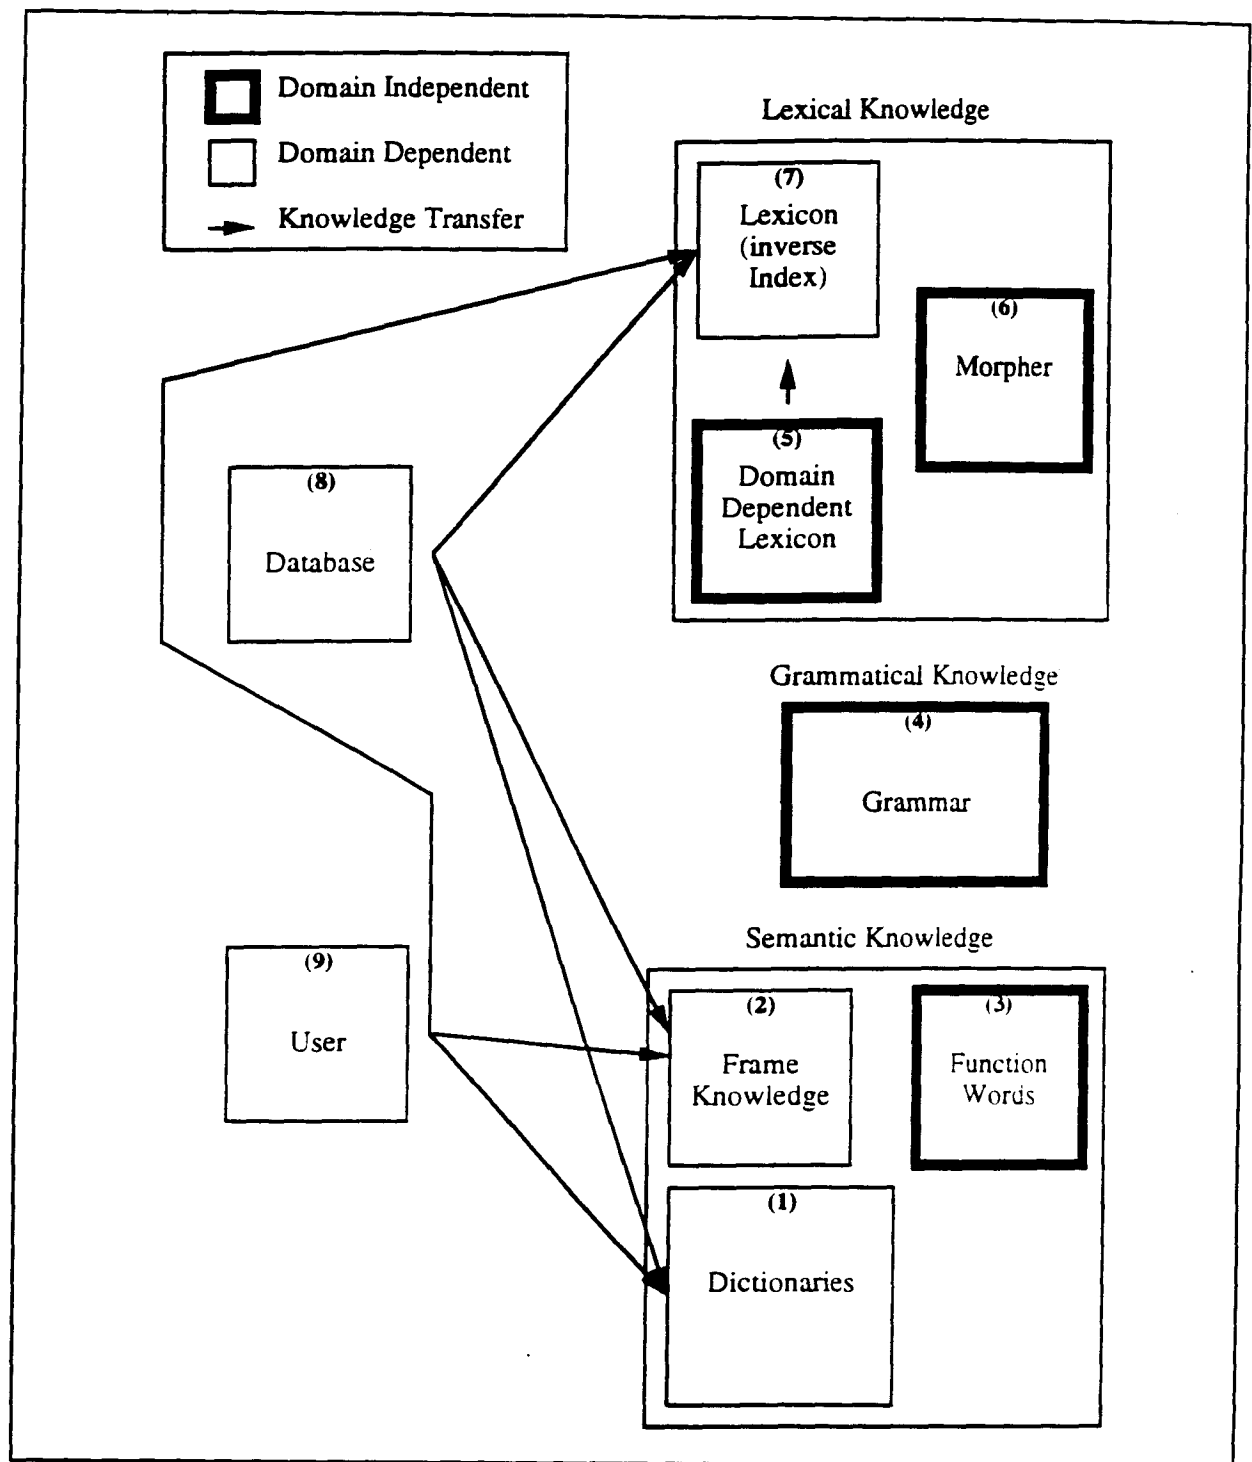 Domain Independent
Domain Dependent
Knowledge Transfer
Lexical Knowledge
(7)
Lexicon
(inverse
Index)
(6)
Morpher
(5)
Domain
Dependent
Lexicon
(8)
Database
Grammatical Knowledge
(4)
Grammar
Semantic Knowledge
(9)
User
(2)
Frame
Knowledge
(3)
Function
Words
(1)
Dictionaries